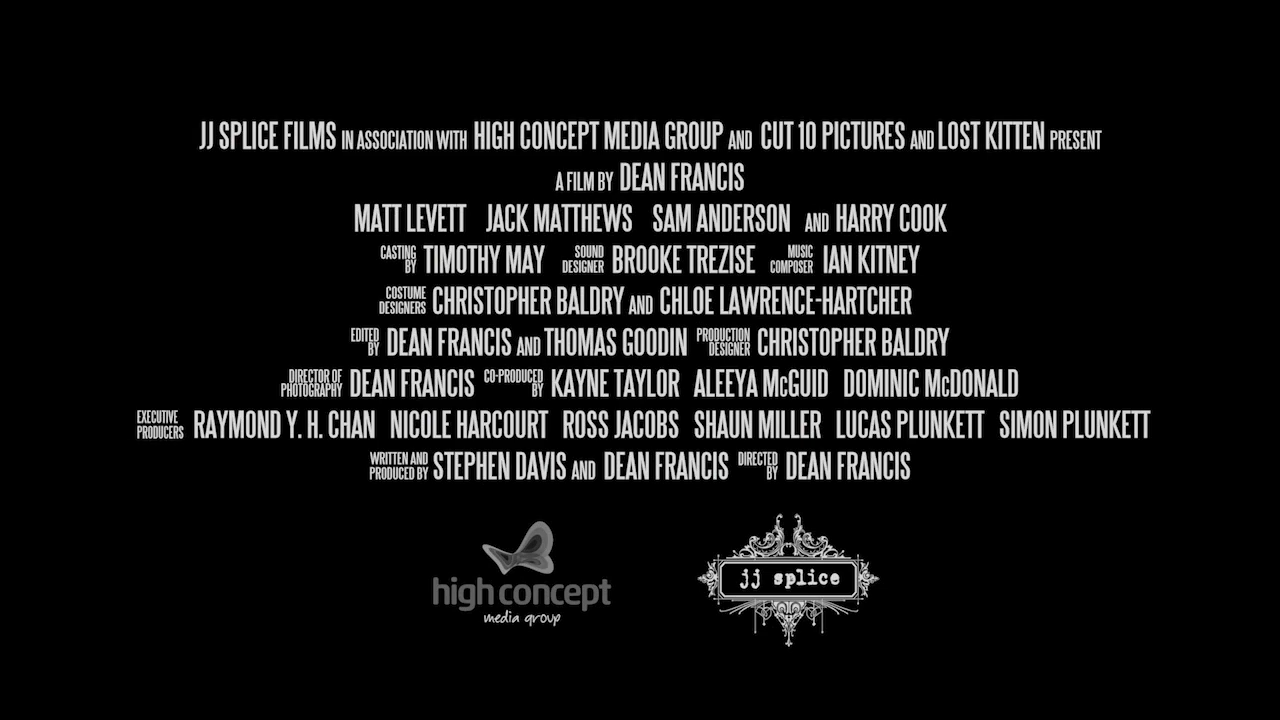 JJ SPLICE FILMS IN ASSOCIATION WITH HIGH CONCEPT MEDIA GROUP AND CUT 10 PICTURES AND LOST KITTEN PRESENT
A FILM BY DEAN FRANCIS
MATT LEVETT JACK MATTHEWS SAM ANDERSON AND HARRY COOK
CASTING BY TIMOTHY MAY SOUND DESIGNER BROOKE TREZISE MUSIC COMPOSER IAN KITNEY
COSTUME DESIGNERS CHRISTOPHER BALDRY AND CHLOE LAWRENCE-HARTCHER
EDITED BY DEAN FRANCIS AND THOMAS GOODIN PRODUCTION DESIGNER CHRISTOPHER BALDRY
DIRECTOR OF PHOTOGRAPHY DEAN FRANCIS CO-PRODUCED BY KAYNE TAYLOR ALEEYA McGUID DOMINIC McDONALD
EXECUTIVE PRODUCERS RAYMOND Y. H. CHAN NICOLE HARCOURT ROSS JACOBS SHAUN MILLER LUCAS PLUNKETT SIMON PLUNKETT
WRITTEN AND PRODUCED BY STEPHEN DAVIS AND DEAN FRANCIS DIRECTED BY DEAN FRANCIS
high concept
media group
jj splice